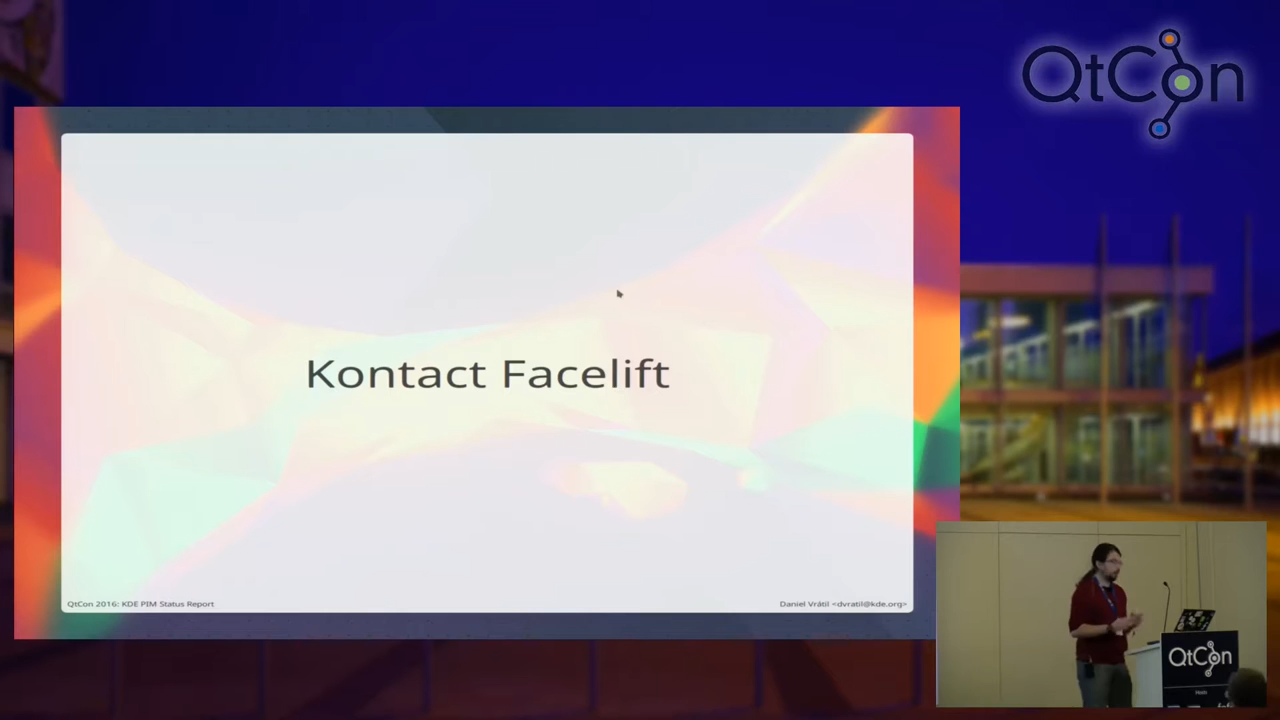 QtCon
Kontact Facelift
QtCon 2016: KDE PIM Status Report
Daniel Vrátil <dvratil@kde.org>
QtCon